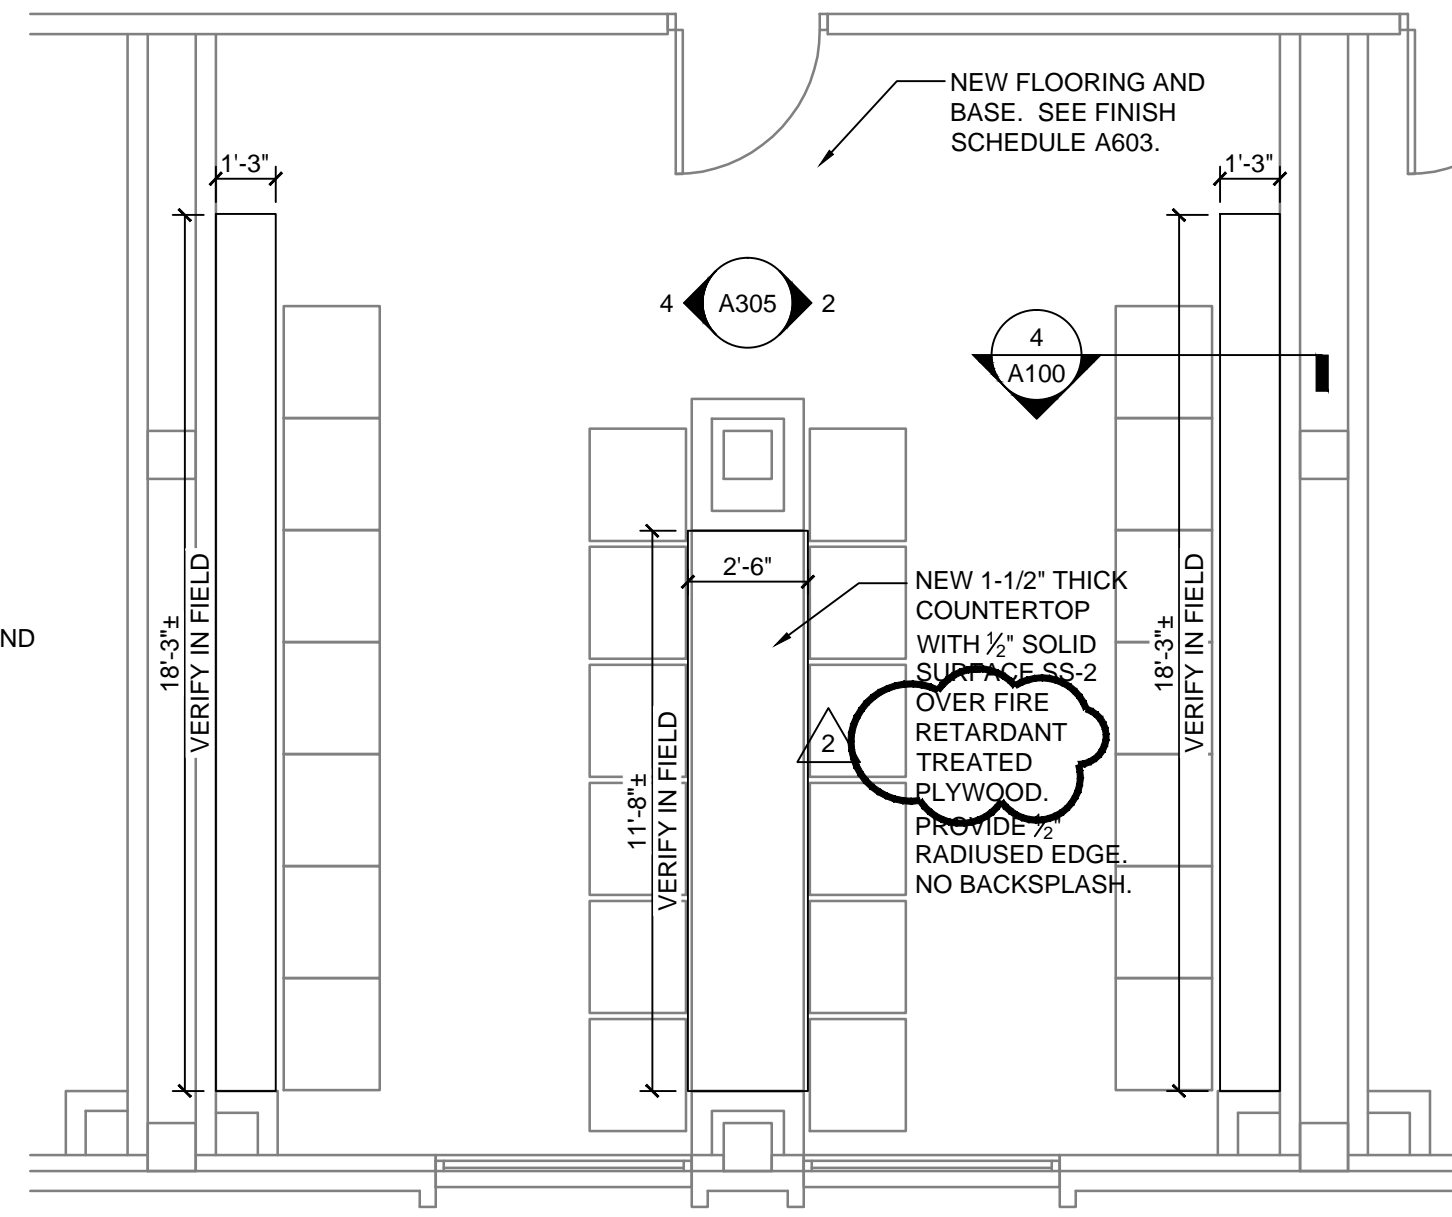 NEW FLOORING AND
BASE. SEE FINISH
SCHEDULE A603.
1'-3"
1'-3"
4
A305
2
4
A100
18'-3"±
VERIFY IN FIELD
2'-6"
11'-8"±
VERIFY IN FIELD
NEW 1-1/2" THICK
COUNTERTOP
WITH ½" SOLID
SURFACE SS-2
OVER FIRE
RETARDANT
TREATED
PLYWOOD.
PROVIDE ½"
RADIUSED EDGE.
NO BACKSPLASH.
2
18'-3"±
VERIFY IN FIELD
ND